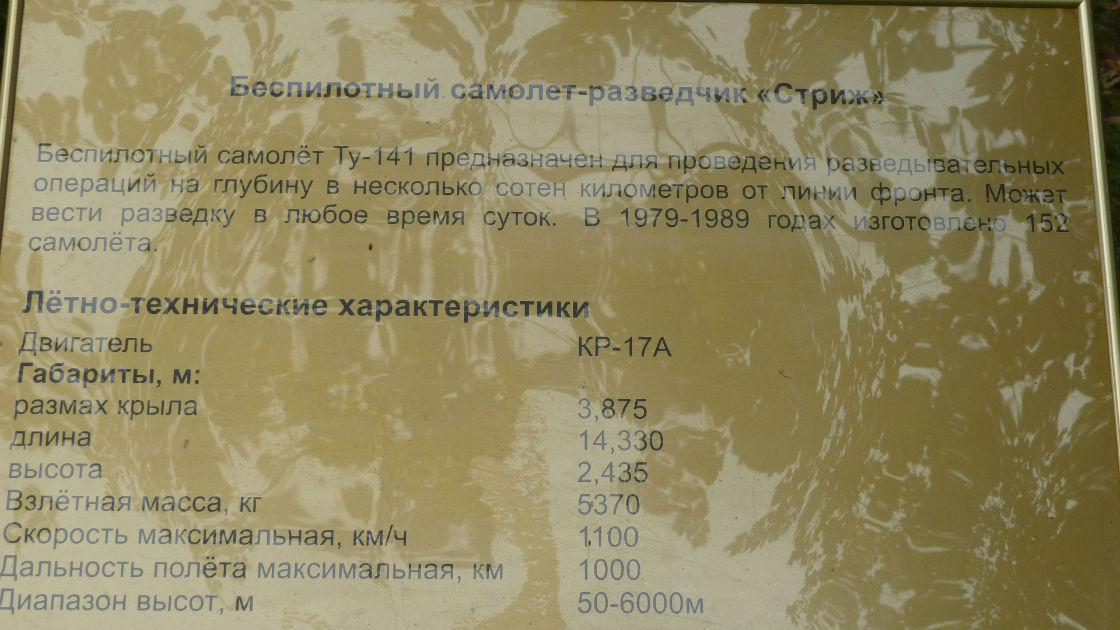 Беспилотный самолет-разведчик «Стриж»
Беспилотный самолёт Ту-141 предназначен для проведения разведывательных
операций на глубину в несколько сотен километров от линии фронта. Может
вести разведку в любое время суток. В 1979-1989 годах изготовлено 152
самолёта.
Лётно-технические характеристики
Двигатель КР-17А
Габариты, м:
размах крыла 3,875
длина 14,330
высота 2,435
Взлётная масса, кг 5370
Скорость максимальная, км/ч 1100
Дальность полёта максимальная, км 1000
Диапазон высот, м 50-6000м